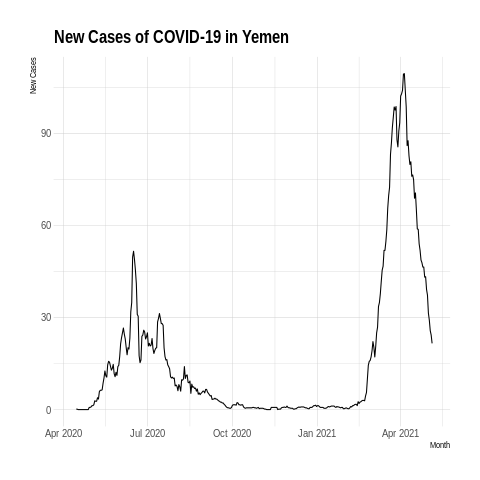 New Cases of COVID-19 in Yemen
New Cases
90
60
30
0
Apr 2020 Jul 2020 Oct 2020 Jan 2021 Apr 2021
Month